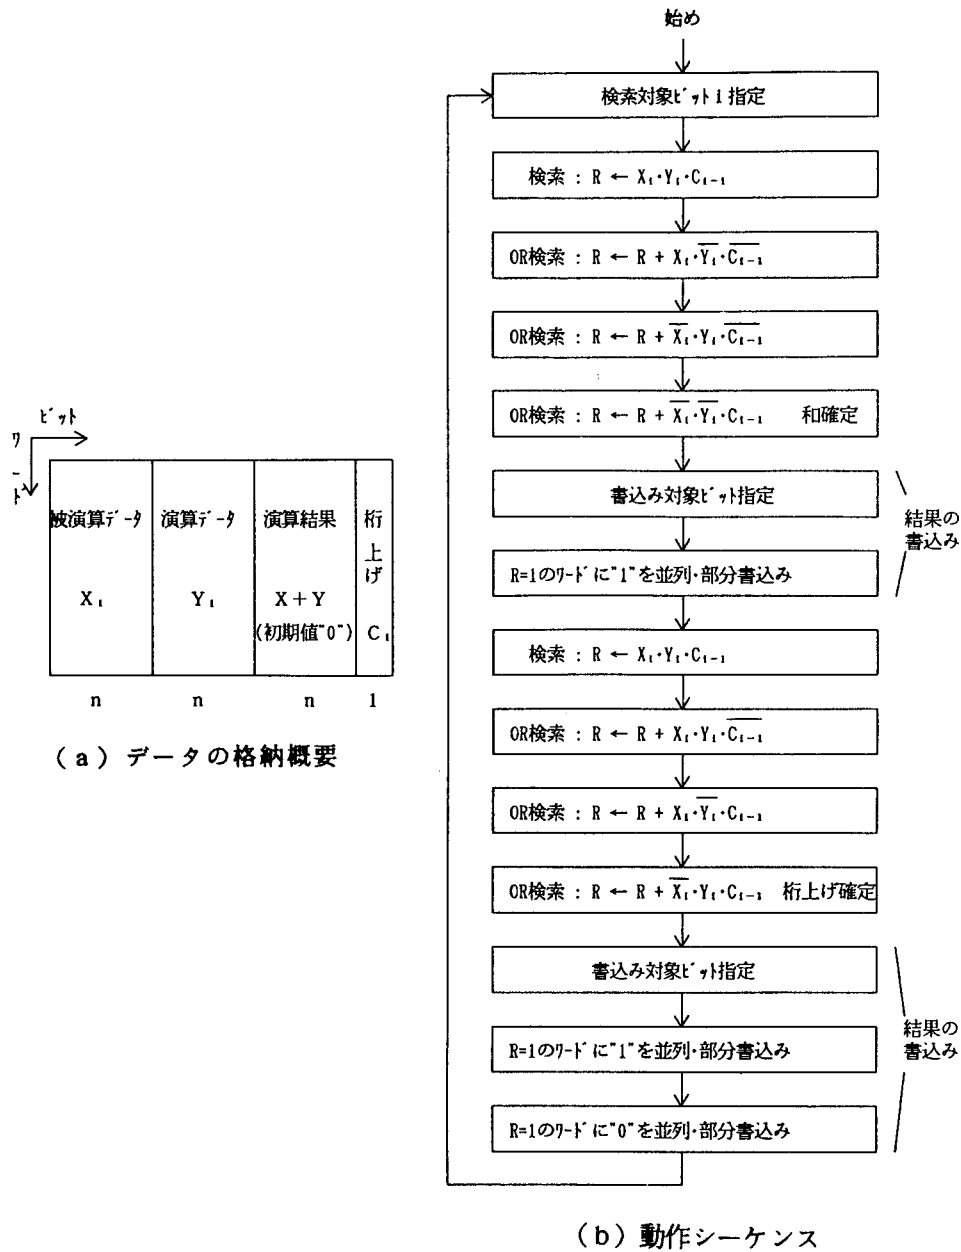 始め
検索対象ビットi指定
検索 : R ← Xᵢ·Yᵢ·Cᵢ₋₁
OR検索 : R ← R + Xᵢ·Y̅ᵢ·C̅ᵢ₋₁
OR検索 : R ← R + X̅ᵢ·Yᵢ·C̅ᵢ₋₁
OR検索 : R ← R + X̅ᵢ·Y̅ᵢ·Cᵢ₋₁ 和確定
書込み対象ビット指定
R=1のワードに"1"を並列·部分書込み
結果の
書込み
検索 : R ← Xᵢ·Yᵢ·Cᵢ₋₁
OR検索 : R ← R + Xᵢ·Yᵢ·C̅ᵢ₋₁
OR検索 : R ← R + Xᵢ·Y̅ᵢ·Cᵢ₋₁
OR検索 : R ← R + X̅ᵢ·Yᵢ·Cᵢ₋₁ 桁上げ確定
書込み対象ビット指定
R=1のワードに"1"を並列·部分書込み
R=1のワードに"0"を並列·部分書込み
結果の
書込み
(b)動作シーケンス
ビット
ワード
被演算データ
Xᵢ
演算データ
Yᵢ
演算結果
X+Y
(初期値"0")
桁上げ
Cᵢ
n n n 1
(a)データの格納概要